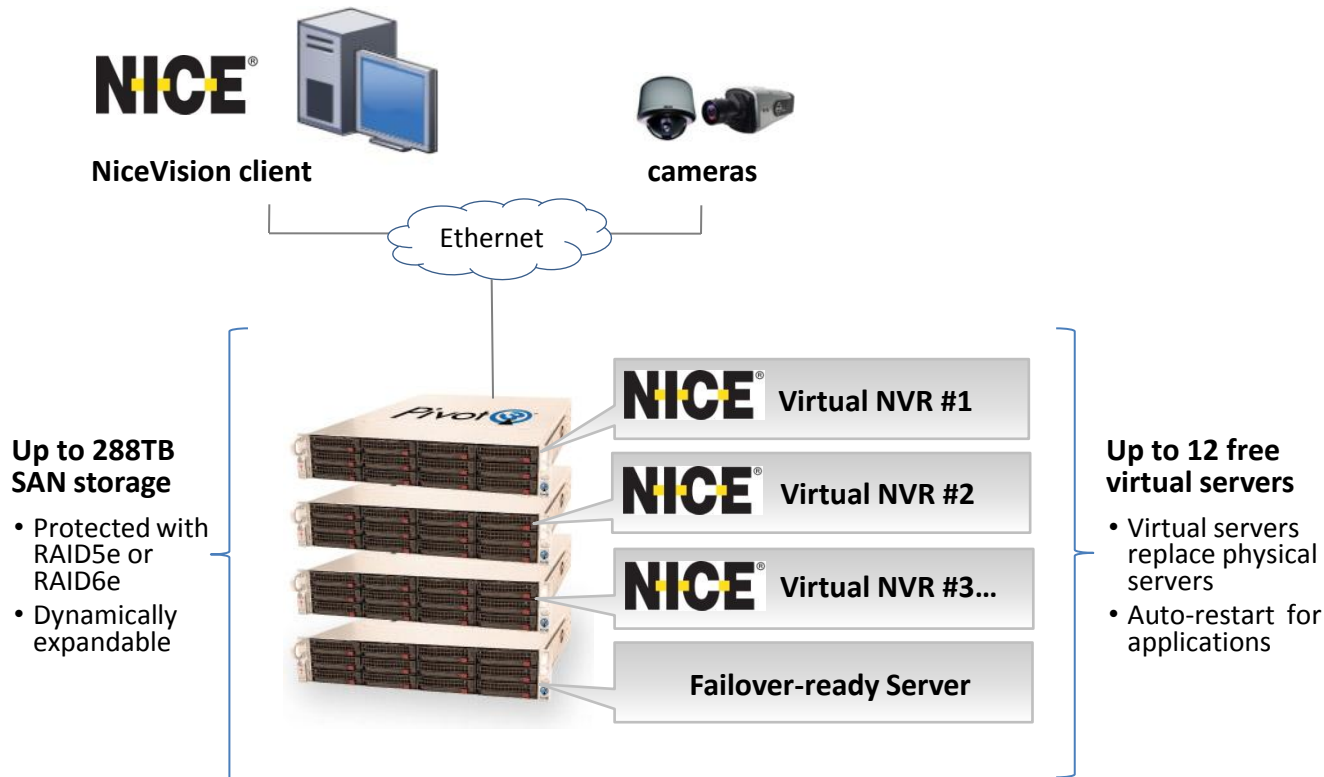 NICE®
NiceVision client
cameras
Ethernet
Pivot3
NICE®
Virtual NVR #1
NICE®
Virtual NVR #2
NICE®
Virtual NVR #3...
Failover-ready Server
Up to 288TB
SAN storage
• Protected with
RAID5e or
RAID6e
• Dynamically
expandable
Up to 12 free
virtual servers
• Virtual servers
replace physical
servers
• Auto-restart for
applications